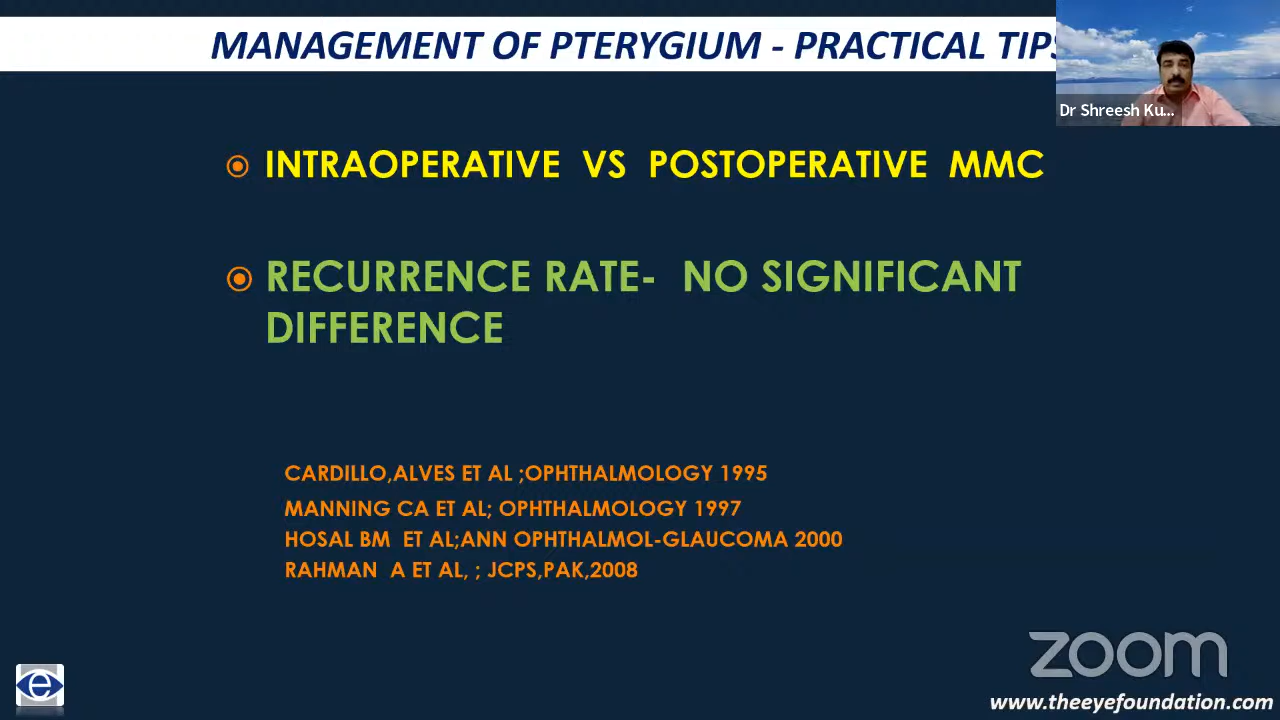 MANAGEMENT OF PTERYGIUM - PRACTICAL TIPS
Dr Shreesh Ku...
INTRAOPERATIVE VS POSTOPERATIVE MMC
RECURRENCE RATE- NO SIGNIFICANT
DIFFERENCE
CARDILLO,ALVES ET AL ;OPHTHALMOLOGY 1995
MANNING CA ET AL; OPHTHALMOLOGY 1997
HOSAL BM ET AL;ANN OPHTHALMOL-GLAUCOMA 2000
RAHMAN A ET AL, ; JCPS,PAK,2008
zoom
e
www.theeyefoundation.com